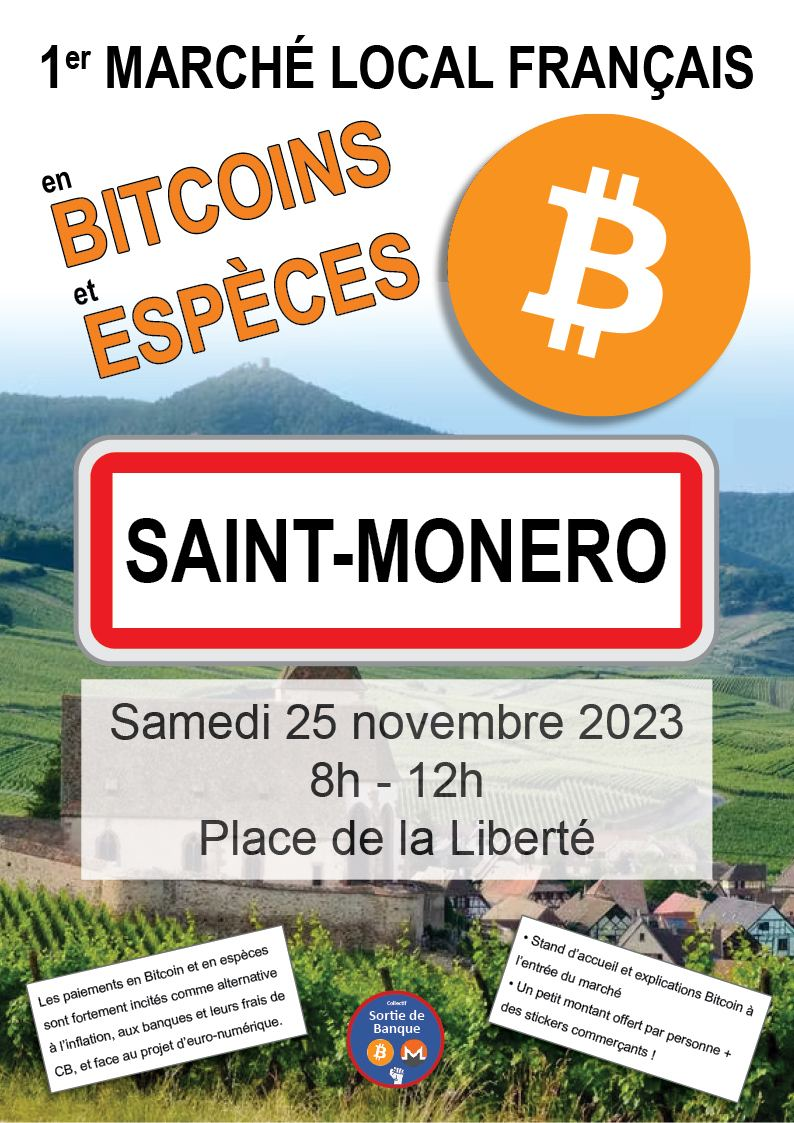 1er MARCHÉ LOCAL FRANÇAIS
en
BITCOINS
et
ESPÈCES
SAINT-MONERO
Samedi 25 novembre 2023
8h - 12h
Place de la Liberté
Les paiements en Bitcoin et en espèces
sont fortement incités comme alternative
à l'inflation, aux banques et leurs frais de
CB, et face au projet d'euro-numérique.
Collectif
Sortie de
Banque
• Stand d'accueil et explications Bitcoin à
l'entrée du marché
• Un petit montant offert par personne +
des stickers commerçants !